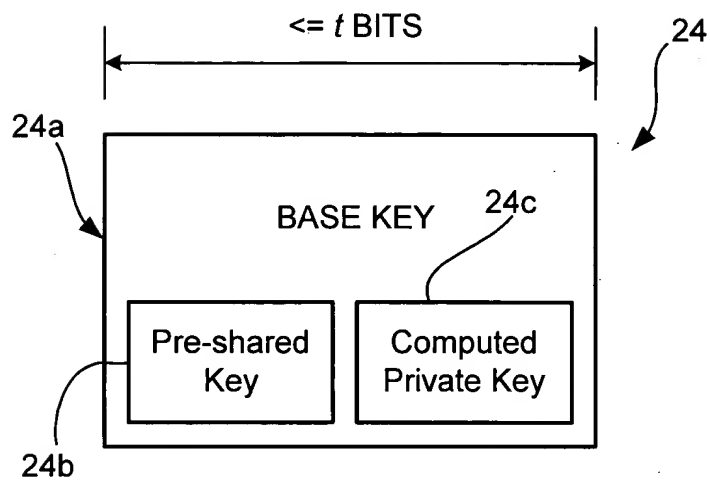 <= t BITS
24
24a
BASE KEY
24c
Pre-shared
Key
Computed
Private Key
24b